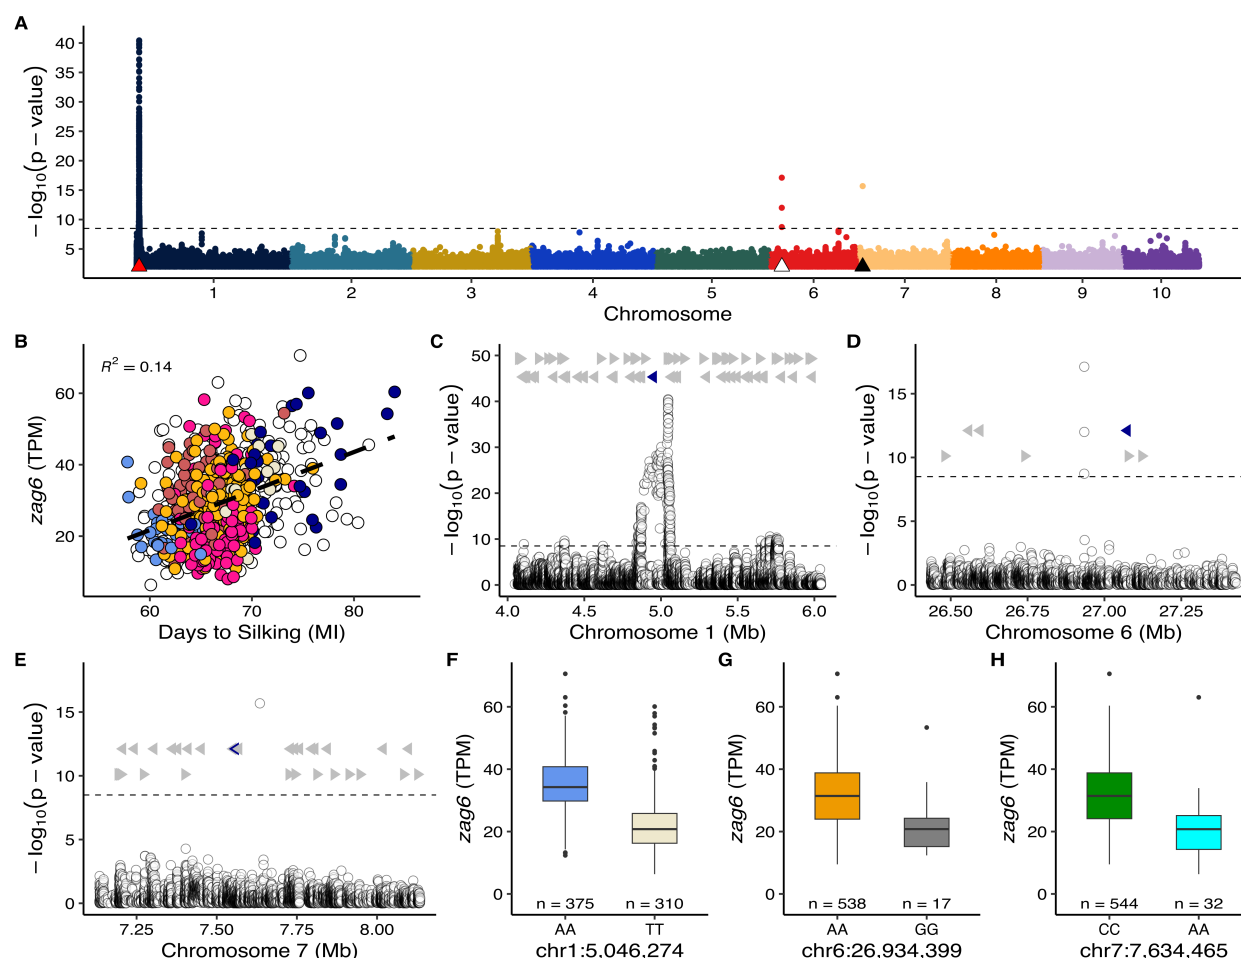 A
− log10(p − value)
40
35
30
25
20
15
10
5
1 2 3 4 5 6 7 8 9 10
Chromosome
B
R² = 0.14
zag6 (TPM)
60
40
20
60 70 80
Days to Silking (MI)
C
− log10(p − value)
50
40
30
20
10
0
4.0 4.5 5.0 5.5 6.0
Chromosome 1 (Mb)
D
− log10(p − value)
15
10
5
0
26.50 26.75 27.00 27.25
Chromosome 6 (Mb)
E
− log10(p − value)
15
10
5
0
7.25 7.50 7.75 8.00
Chromosome 7 (Mb)
F
zag6 (TPM)
60
40
20
0
n = 375 n = 310
AA TT
chr1:5,046,274
G
zag6 (TPM)
60
40
20
0
n = 538 n = 17
AA GG
chr6:26,934,399
H
zag6 (TPM)
60
40
20
0
n = 544 n = 32
CC AA
chr7:7,634,465